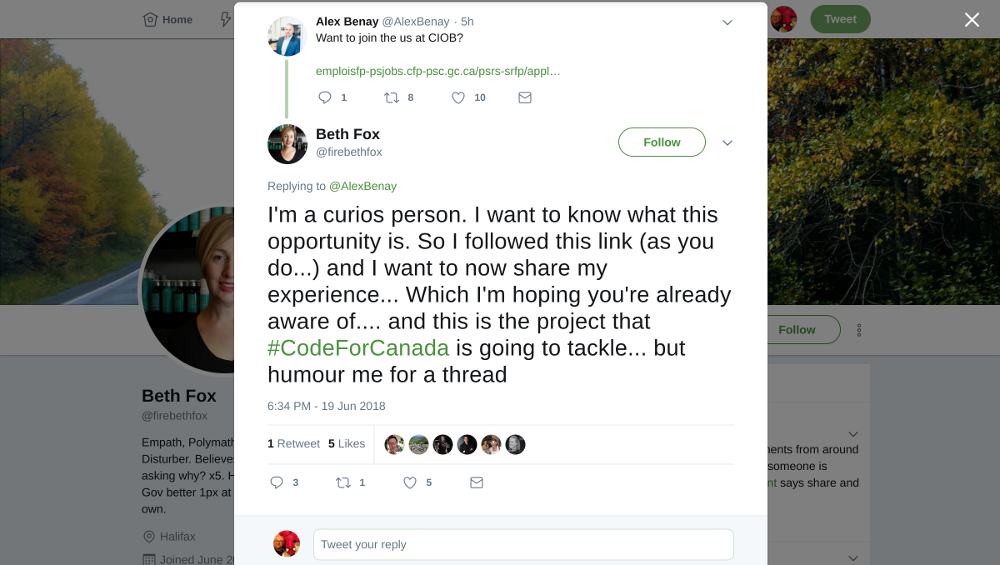 Home
Tweet
Alex Benay @AlexBenay · 5h
Want to join the us at CIOB?
emploisfp-psjobs.cfp-psc.gc.ca/psrs-srfp/appl…
1 8 10
Beth Fox
@firebethfox
Follow
Replying to @AlexBenay
I'm a curios person. I want to know what this
opportunity is. So I followed this link (as you
do...) and I want to now share my
experience... Which I'm hoping you're already
aware of.... and this is the project that
#CodeForCanada is going to tackle... but
humour me for a thread
6:34 PM - 19 Jun 2018
1 Retweet 5 Likes
3 1 5
Tweet your reply
Follow
Beth Fox
@firebethfox
Empath, Polymath
Disturber. Believe
asking why? x5. H
Gov better 1px at
own.
Halifax
Joined June 2
from around
someone is
says share and